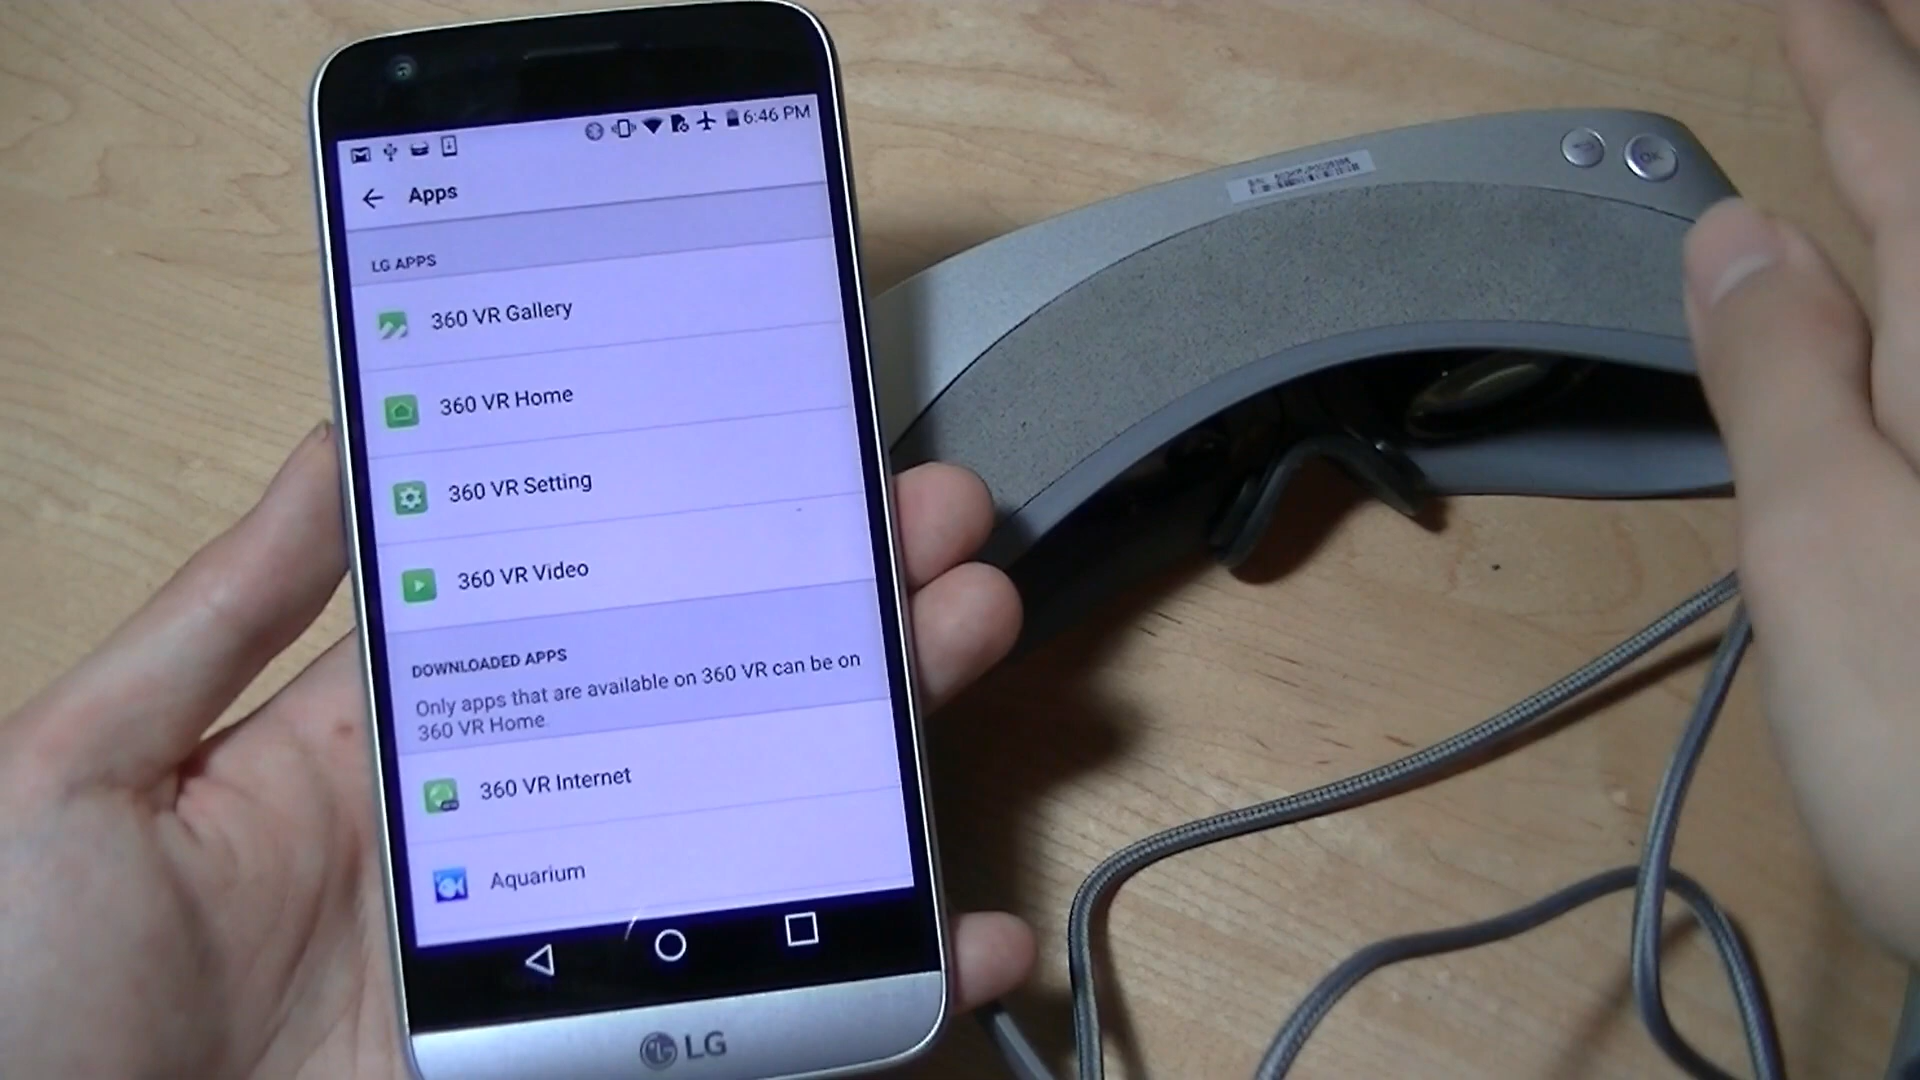 6:46 PM
Apps
LG APPS
360 VR Gallery
360 VR Home
360 VR Setting
360 VR Video
DOWNLOADED APPS
Only apps that are available on 360 VR can be on
360 VR Home.
360 VR Internet
Aquarium
LG
OK